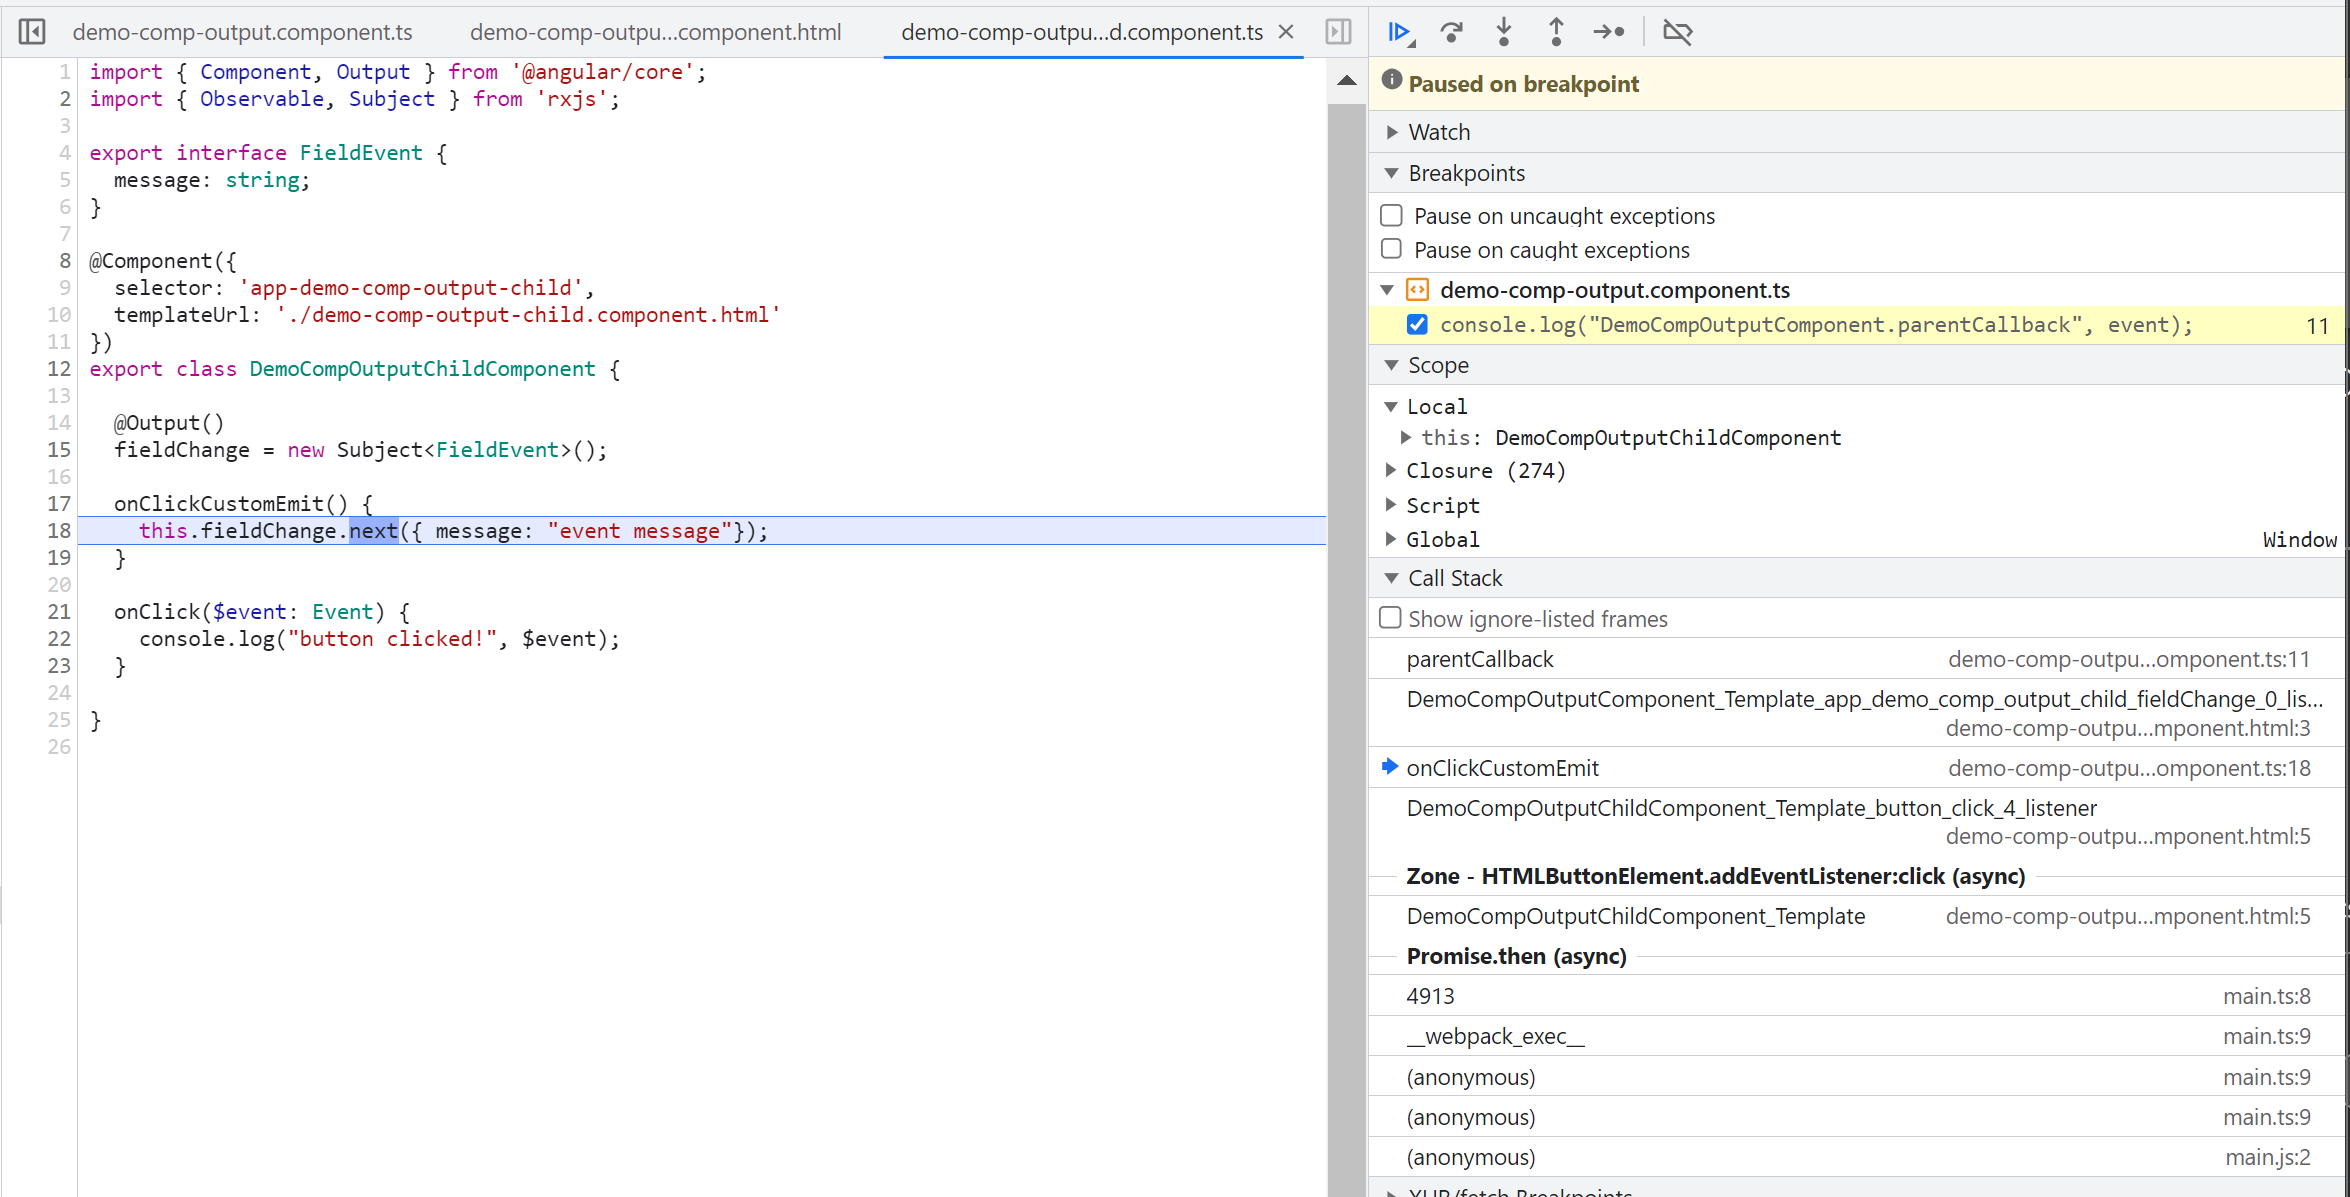 demo-comp-output.component.ts
demo-comp-outpu...component.html
demo-comp-outpu...d.component.ts
1 import { Component, Output } from '@angular/core';
2 import { Observable, Subject } from 'rxjs';
3
4 export interface FieldEvent {
5   message: string;
6 }
7
8 @Component({
9   selector: 'app-demo-comp-output-child',
10   templateUrl: './demo-comp-output-child.component.html'
11 })
12 export class DemoCompOutputChildComponent {
13
14   @Output()
15   fieldChange = new Subject<FieldEvent>();
16
17   onClickCustomEmit() {
18     this.fieldChange.next({ message: "event message"});
19   }
20
21   onClick($event: Event) {
22     console.log("button clicked!", $event);
23   }
24
25 }
26
Paused on breakpoint
Watch
Breakpoints
Pause on uncaught exceptions
Pause on caught exceptions
demo-comp-output.component.ts
console.log("DemoCompOutputComponent.parentCallback", event); 11
Scope
Local
this: DemoCompOutputChildComponent
Closure (274)
Script
Global Window
Call Stack
Show ignore-listed frames
parentCallback demo-comp-outpu...omponent.ts:11
DemoCompOutputComponent_Template_app_demo_comp_output_child_fieldChange_0_lis...
demo-comp-outpu...mponent.html:3
onClickCustomEmit demo-comp-outpu...omponent.ts:18
DemoCompOutputChildComponent_Template_button_click_4_listener
demo-comp-outpu...mponent.html:5
Zone - HTMLButtonElement.addEventListener:click (async)
DemoCompOutputChildComponent_Template demo-comp-outpu...mponent.html:5
Promise.then (async)
4913 main.ts:8
__webpack_exec__ main.ts:9
(anonymous) main.ts:9
(anonymous) main.ts:9
(anonymous) main.js:2
XHR/fetch Breakpoints